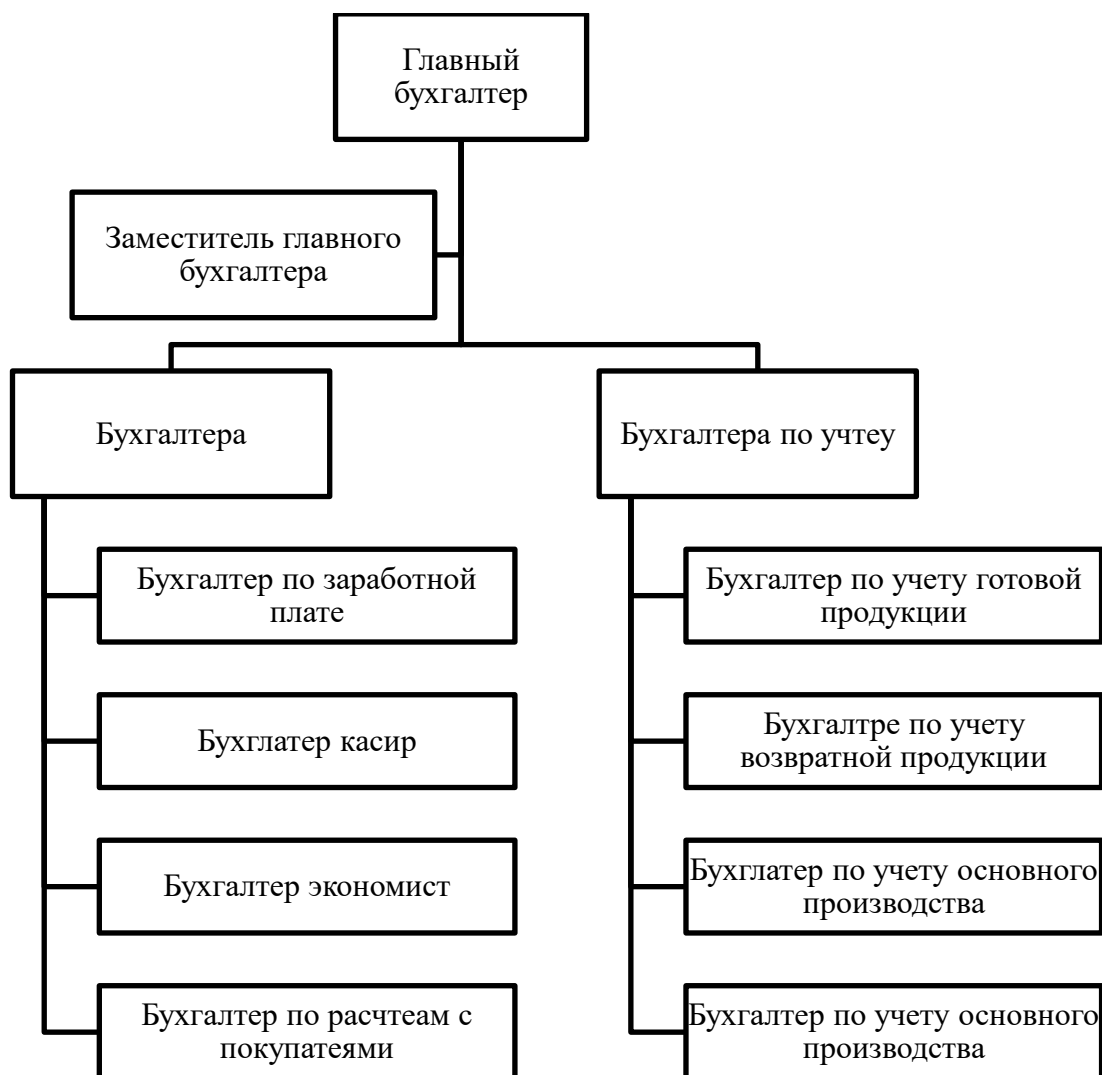 Главный
бухгалтер
Заместитель главного
бухгалтера
Бухгалтера
Бухгалтера по учтеу
Бухгалтер по заработной
плате
Бухглатер касир
Бухгалтер экономист
Бухгалтер по расчтеам с
покупатеями
Бухгалтер по учету готовой
продукции
Бухгалтре по учету
возвратной продукции
Бухглатер по учету основного
производства
Бухгалтер по учету основного
производства